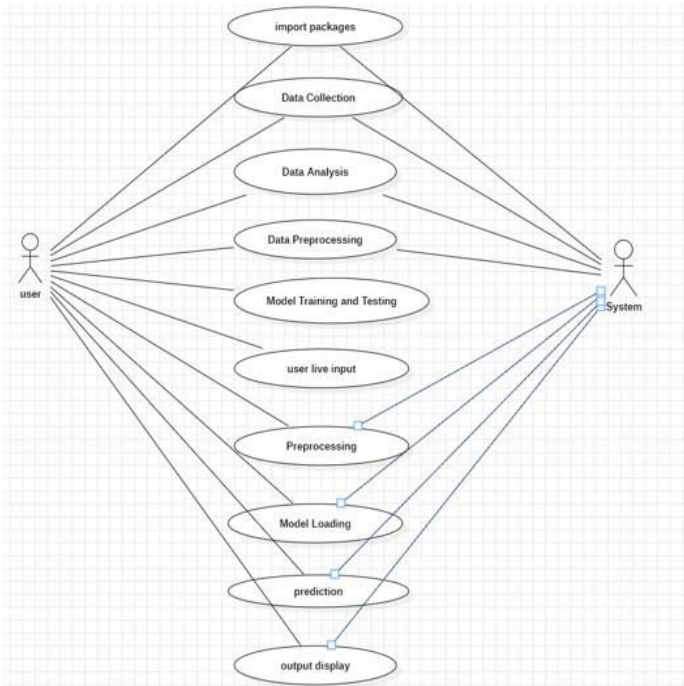 import packages
Data Collection
Data Analysis
Data Preprocessing
user
Model Training and Testing
System
user live input
Preprocessing
Model Loading
prediction
output display